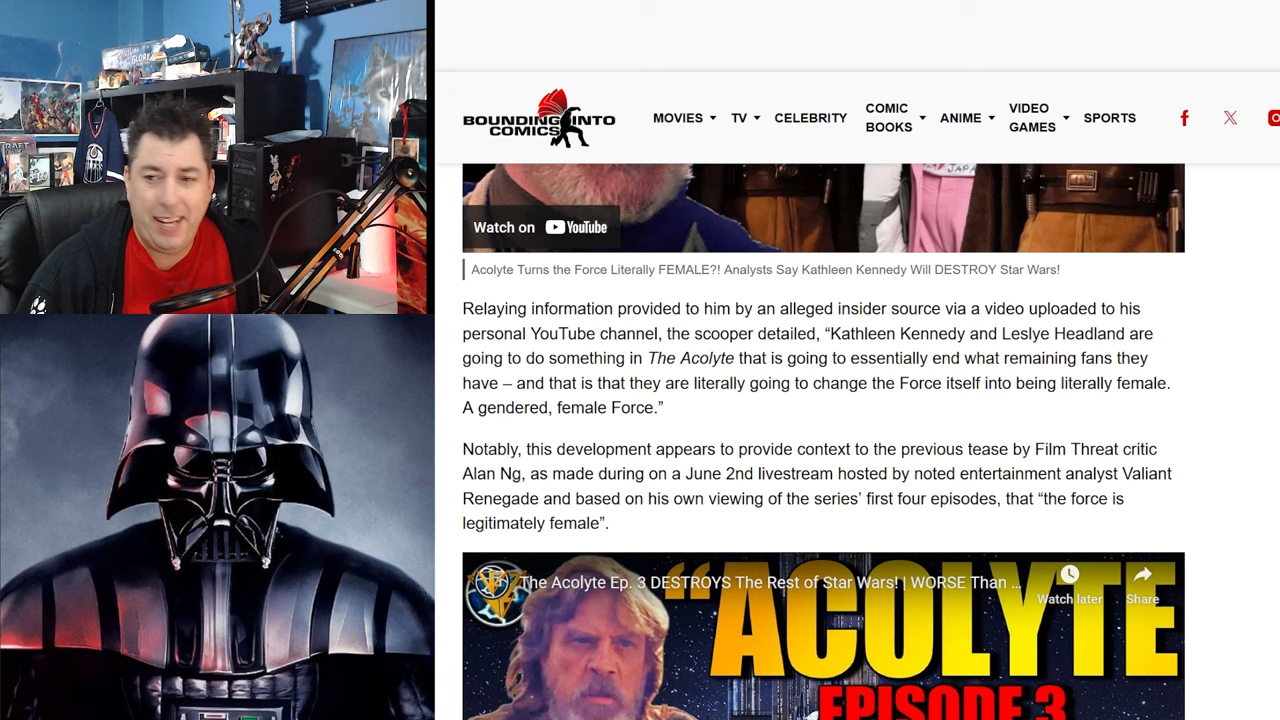 GLORY
OILERS
BOUNDING INTO
COMICS
MOVIES
TV
CELEBRITY
COMIC
BOOKS
ANIME
VIDEO
GAMES
SPORTS
Watch on YouTube
Acolyte Turns the Force Literally FEMALE?! Analysts Say Kathleen Kennedy Will DESTROY Star Wars!
Relaying information provided to him by an alleged insider source via a video uploaded to his
personal YouTube channel, the scooper detailed, “Kathleen Kennedy and Leslye Headland are
going to do something in The Acolyte that is going to essentially end what remaining fans they
have – and that is that they are literally going to change the Force itself into being literally female.
A gendered, female Force.”
Notably, this development appears to provide context to the previous tease by Film Threat critic
Alan Ng, as made during on a June 2nd livestream hosted by noted entertainment analyst Valiant
Renegade and based on his own viewing of the series’ first four episodes, that “the force is
legitimately female”.
The Acolyte Ep. 3 DESTROYS The Rest of Star Wars! | WORSE Than ...
Watch later
Share
“ACOLYTE
EPISODE 3